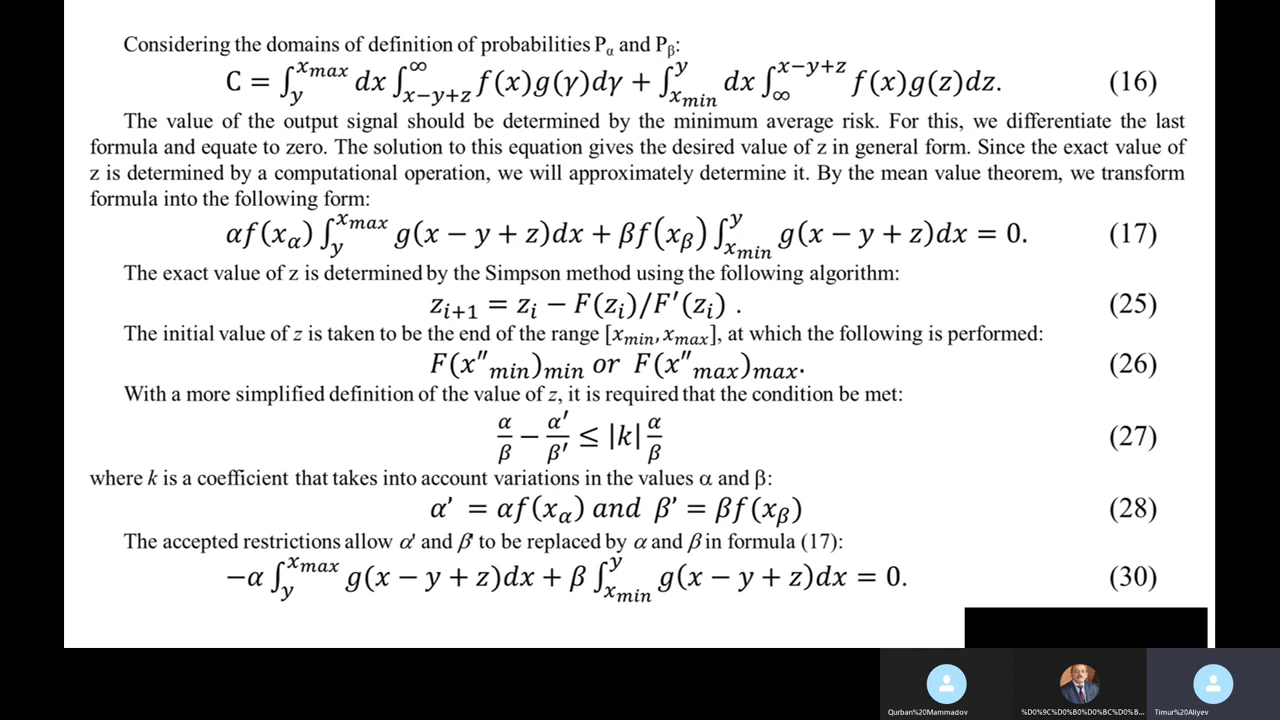 Considering the domains of definition of probabilities Pα and Pβ:
C = ∫_y^{x_max} dx ∫_{x−y+z}^{∞} f(x)g(γ)dγ + ∫_{x_min}^{y} dx ∫_{∞}^{x−y+z} f(x)g(z)dz. (16)
The value of the output signal should be determined by the minimum average risk. For this, we differentiate the last
formula and equate to zero. The solution to this equation gives the desired value of z in general form. Since the exact value of
z is determined by a computational operation, we will approximately determine it. By the mean value theorem, we transform
formula into the following form:
αf(x_α) ∫_y^{x_max} g(x − y + z)dx + βf(x_β) ∫_{x_min}^{y} g(x − y + z)dx = 0. (17)
The exact value of z is determined by the Simpson method using the following algorithm:
z_{i+1} = z_i − F(z_i)/F′(z_i) . (25)
The initial value of z is taken to be the end of the range [x_min, x_max], at which the following is performed:
F(x″_min)_min or F(x″_max)_max. (26)
With a more simplified definition of the value of z, it is required that the condition be met:
α/β − α′/β′ ≤ |k| α/β (27)
where k is a coefficient that takes into account variations in the values α and β:
α’ = αf(x_α) and β’ = βf(x_β) (28)
The accepted restrictions allow α' and β' to be replaced by α and β in formula (17):
−α ∫_y^{x_max} g(x − y + z)dx + β ∫_{x_min}^{y} g(x − y + z)dx = 0. (30)
Qurban%20Mammadov
%D0%9C%D0%B0%D0%BC%D0%B...
Timur%20Aliyev